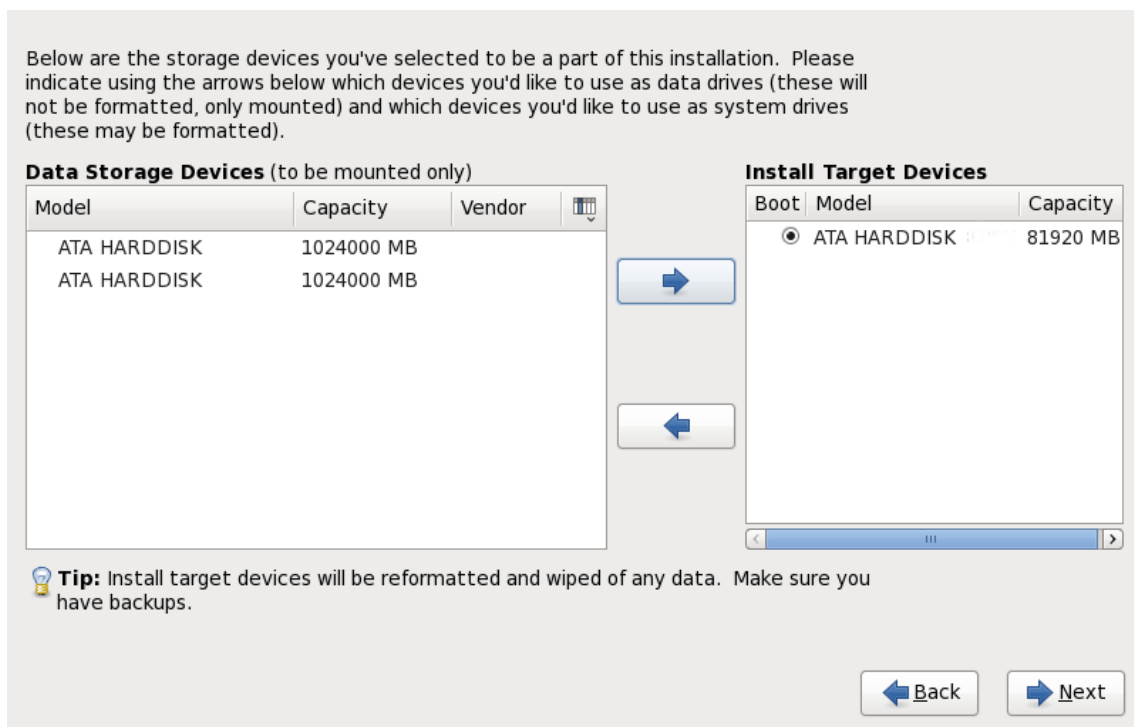 Below are the storage devices you've selected to be a part of this installation.  Please
indicate using the arrows below which devices you'd like to use as data drives (these will
not be formatted, only mounted) and which devices you'd like to use as system drives
(these may be formatted).
Data Storage Devices (to be mounted only)
Model Capacity Vendor
ATA HARDDISK 1024000 MB
ATA HARDDISK 1024000 MB
Install Target Devices
Boot Model Capacity
ATA HARDDISK 81920 MB
Tip: Install target devices will be reformatted and wiped of any data.  Make sure you
have backups.
Back Next